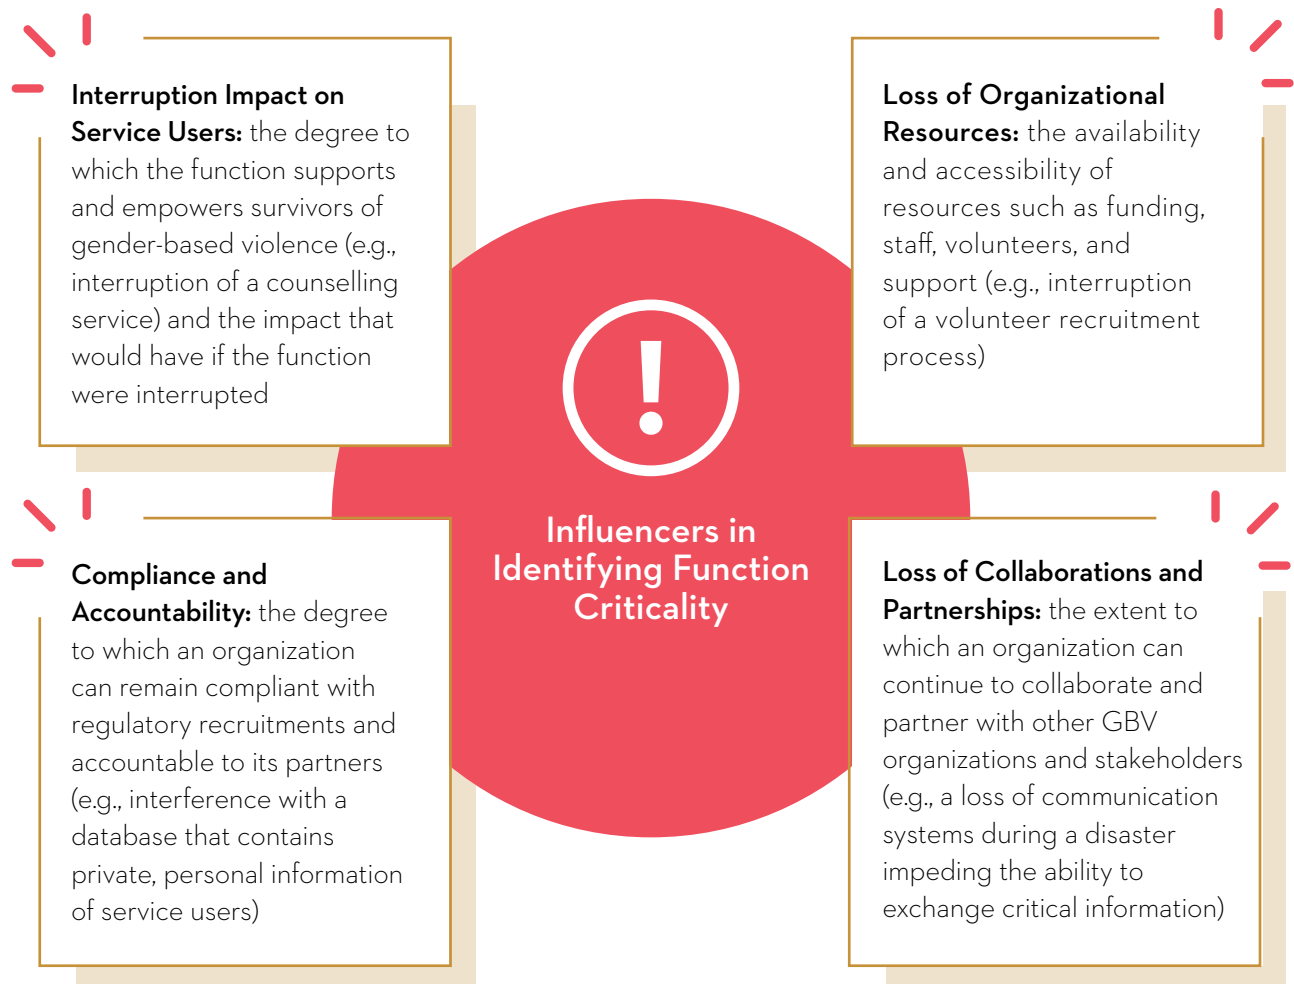 Interruption Impact on
Service Users: the degree to
which the function supports
and empowers survivors of
gender-based violence (e.g.,
interruption of a counselling
service) and the impact that
would have if the function
were interrupted
Loss of Organizational
Resources: the availability
and accessibility of
resources such as funding,
staff, volunteers, and
support (e.g., interruption
of a volunteer recruitment
process)
Influencers in
Identifying Function
Criticality
Compliance and
Accountability: the degree
to which an organization
can remain compliant with
regulatory recruitments and
accountable to its partners
(e.g., interference with a
database that contains
private, personal information
of service users)
Loss of Collaborations and
Partnerships: the extent to
which an organization can
continue to collaborate and
partner with other GBV
organizations and stakeholders
(e.g., a loss of communication
systems during a disaster
impeding the ability to
exchange critical information)